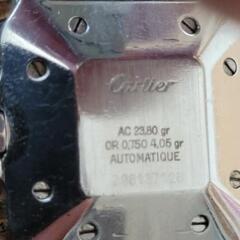 Cartier
AC 23,80 gr
OR 0,750 4,05 gr
AUTOMATIQUE